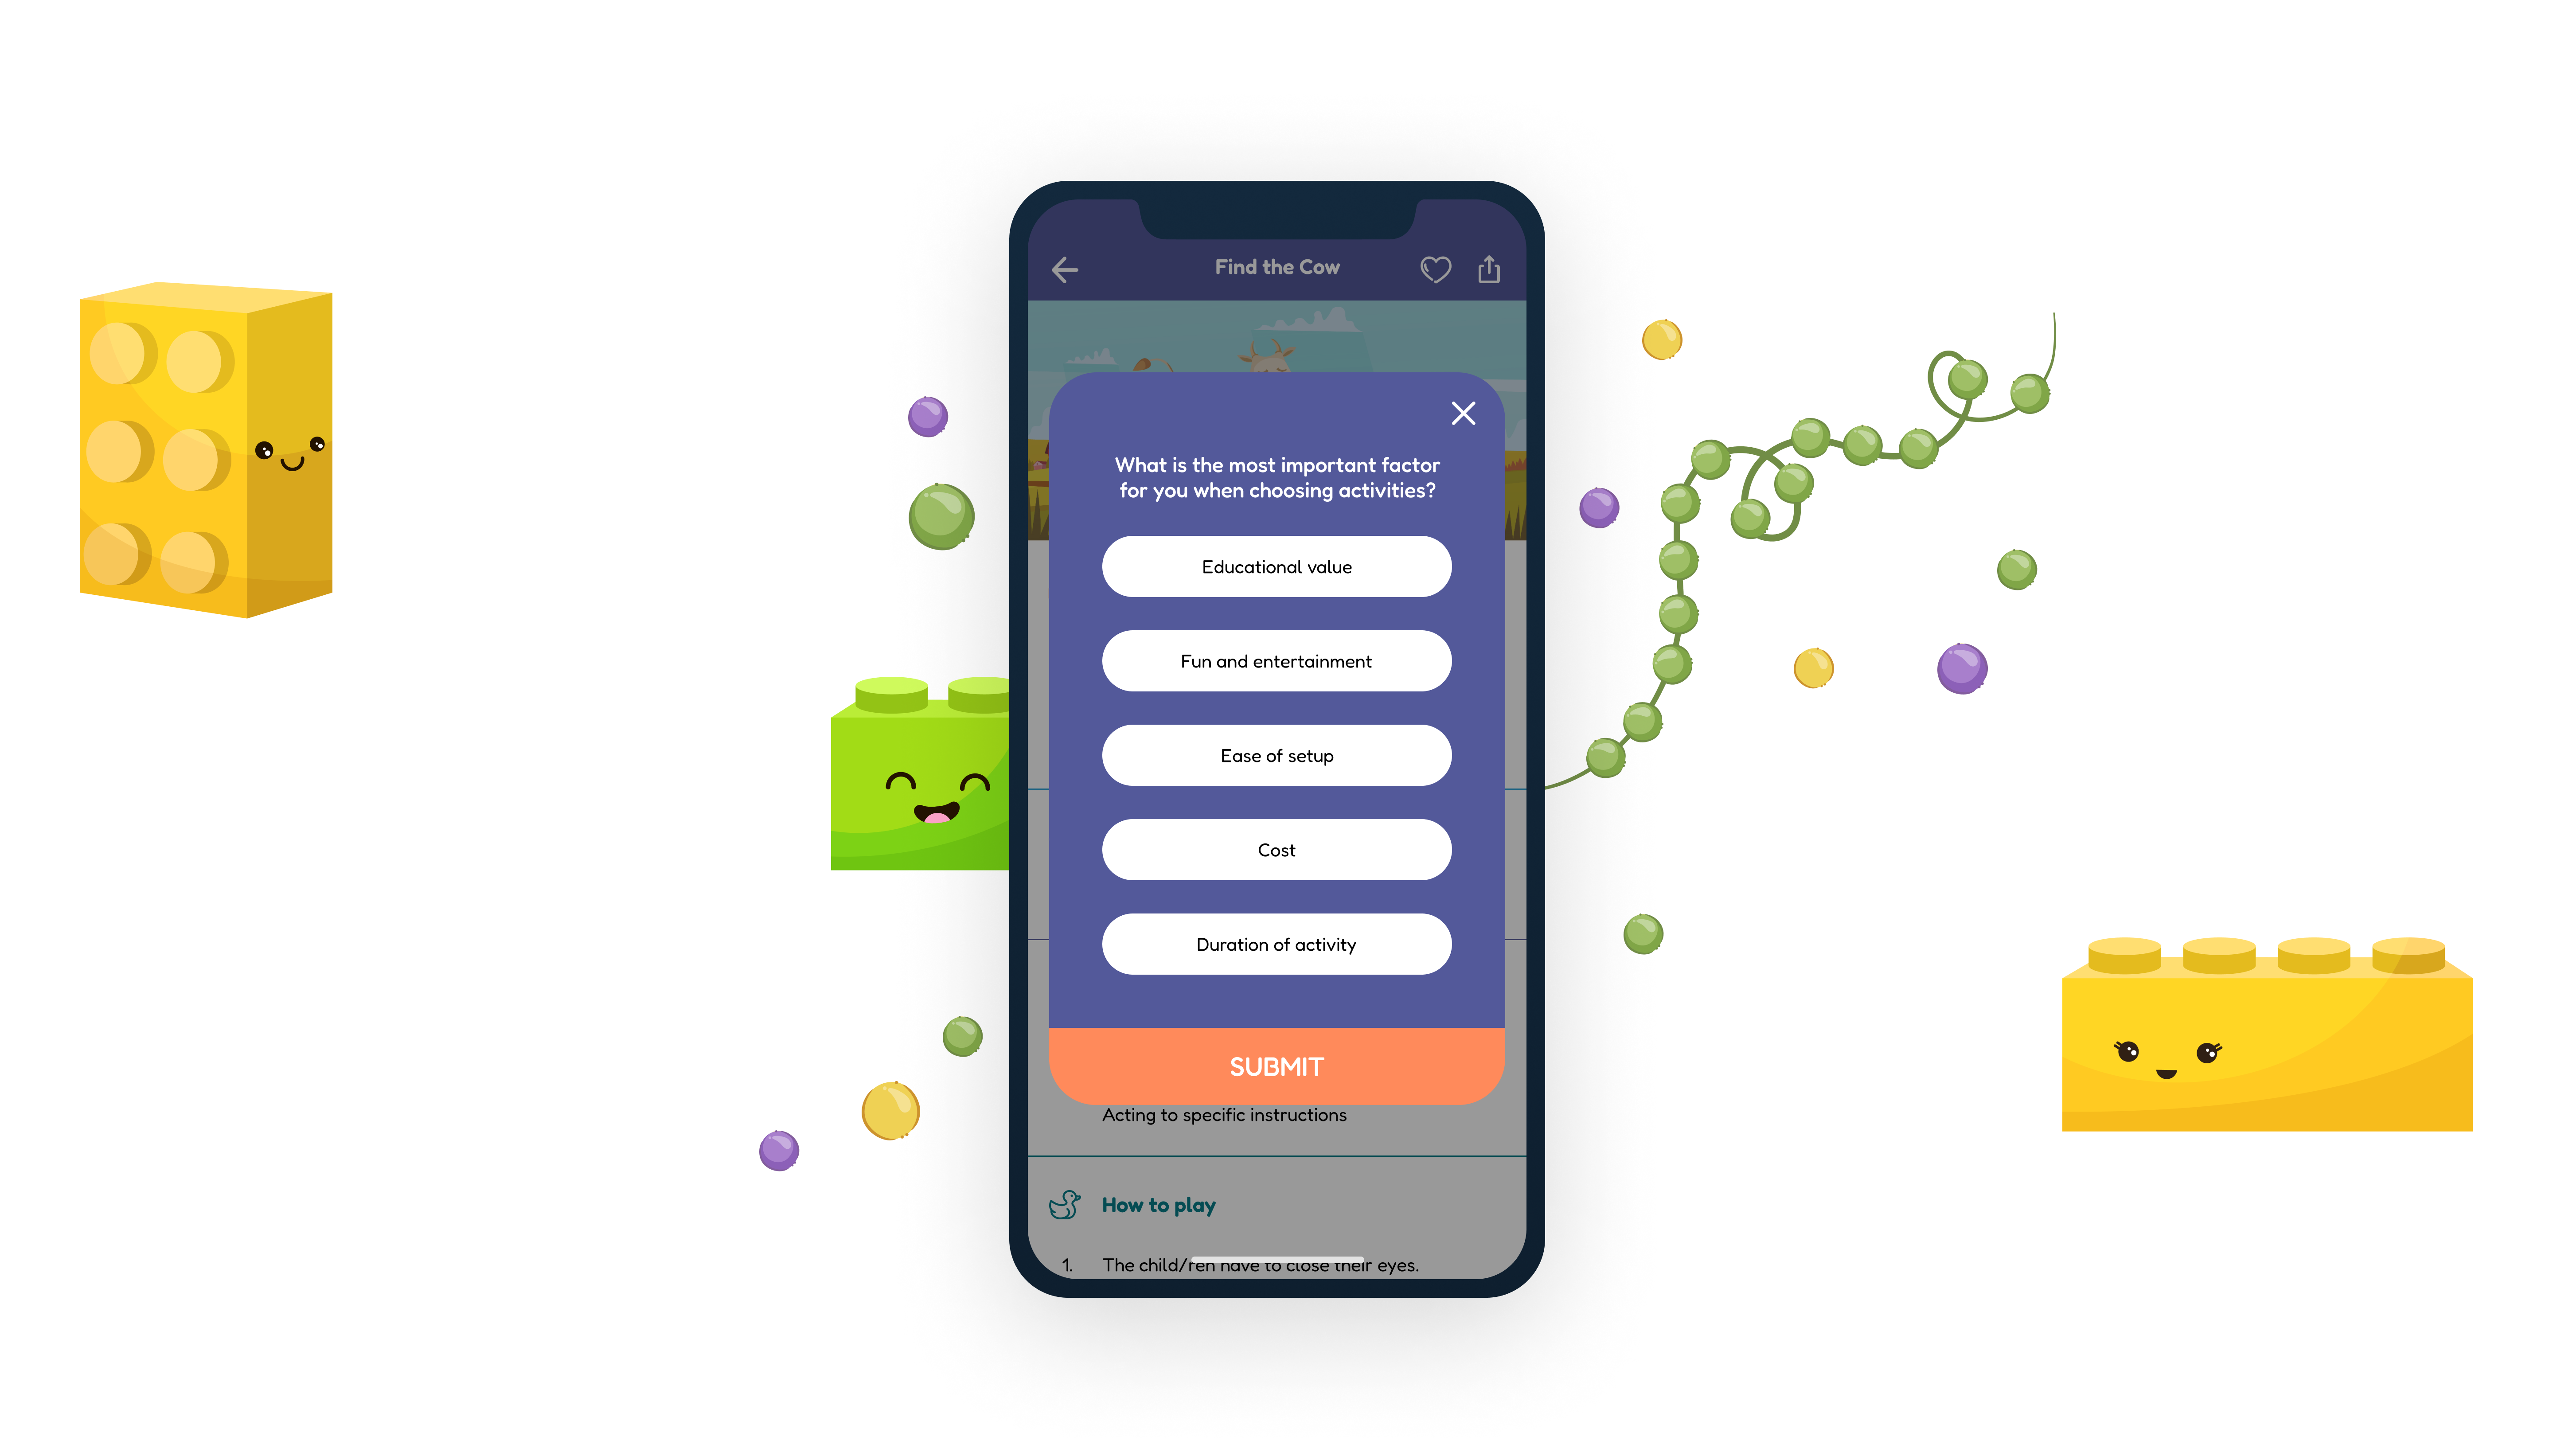 Find the Cow
What is the most important factor
for you when choosing activities?
Educational value
Fun and entertainment
Ease of setup
Cost
Duration of activity
SUBMIT
Acting to specific instructions
How to play
1. The child/ren have to close their eyes.